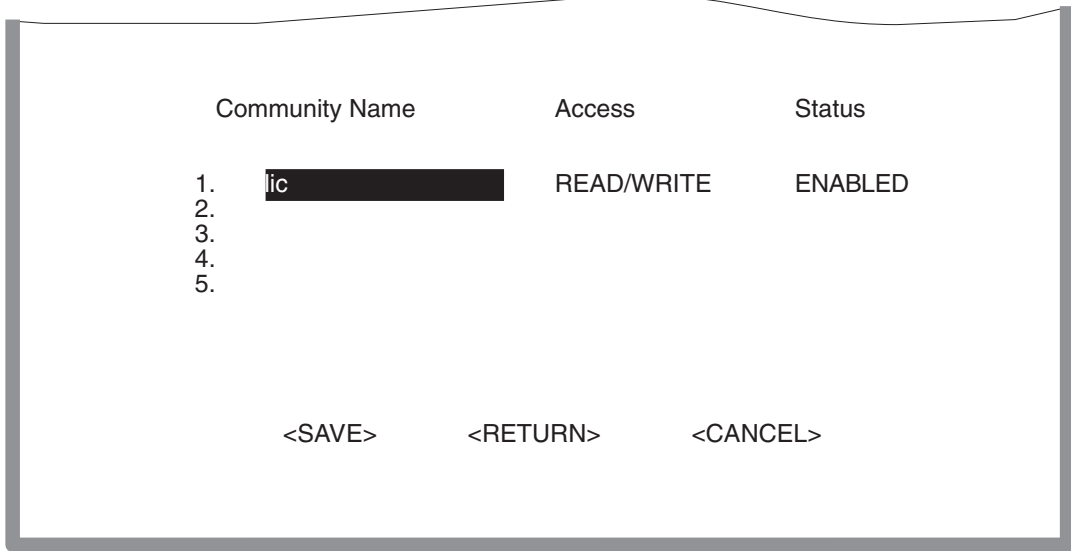 Community Name Access Status
1. lic READ/WRITE ENABLED
2.
3.
4.
5.
<SAVE> <RETURN> <CANCEL>